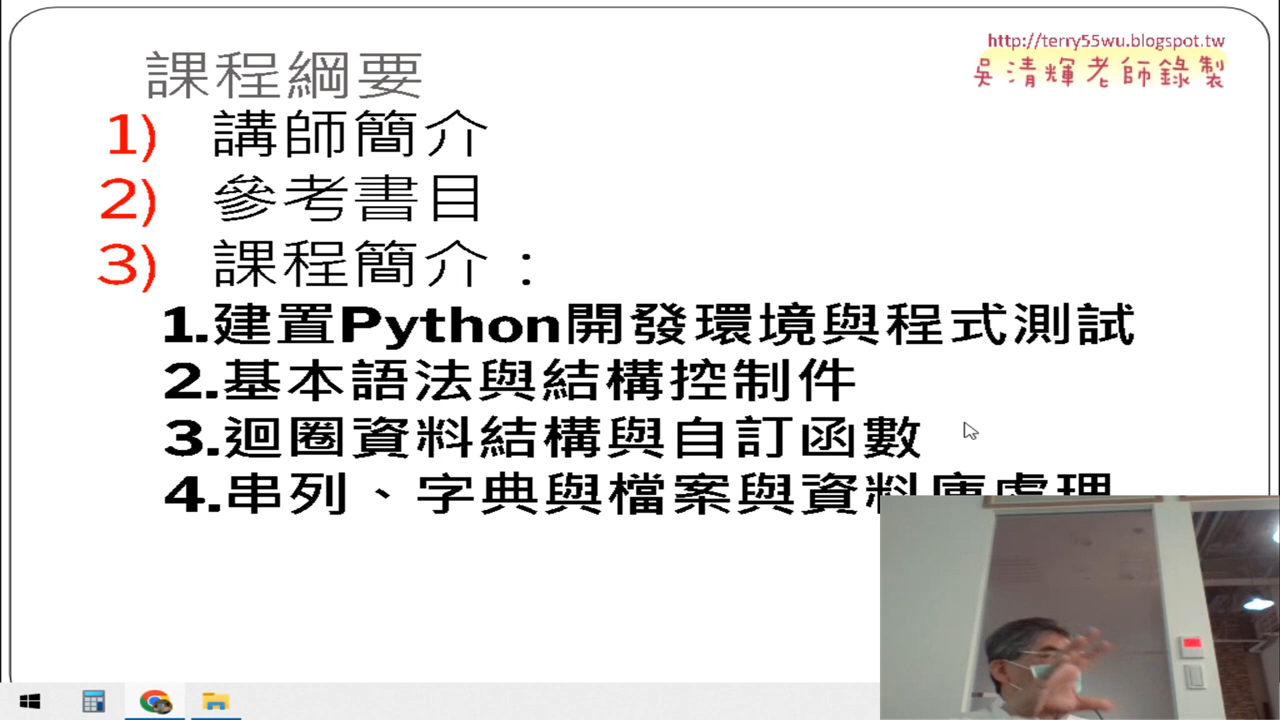 課程綱要
http://terry55wu.blogspot.tw
吳清輝老師錄製
1) 講師簡介
2) 參考書目
3) 課程簡介：
1.建置Python開發環境與程式測試
2.基本語法與結構控制件
3.迴圈資料結構與自訂函數
4.串列、字典與檔案與資料庫處理